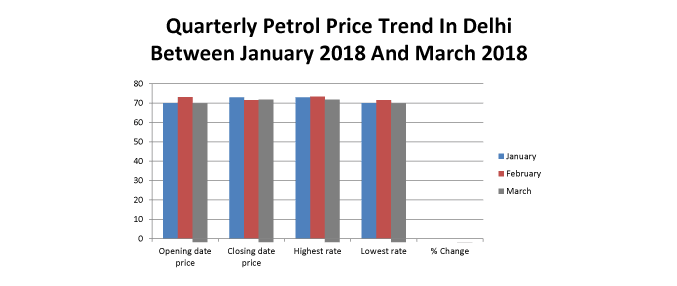 Quarterly Petrol Price Trend In Delhi
Between January 2018 And March 2018
80
70
60
50
40
30
20
10
0
Opening date
price
Closing date
price
Highest rate
Lowest rate
% Change
January
February
March